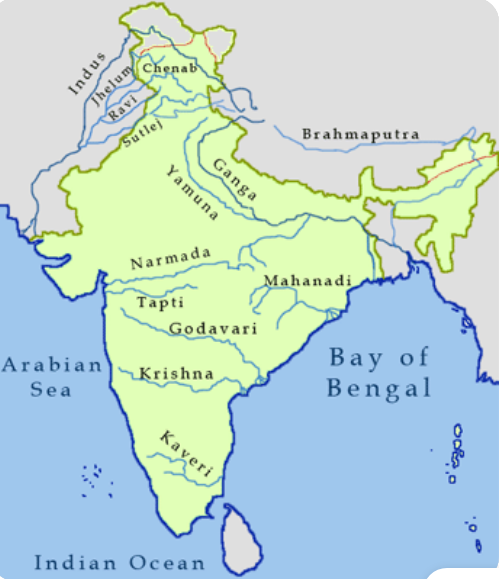 Indus
Jhelum
Chenab
Ravi
Sutlej
Brahmaputra
Ganga
Yamuna
Narmada
Mahanadi
Tapti
Godavari
Arabian
Sea
Bay of
Bengal
Krishna
Kaveri
Indian Ocean